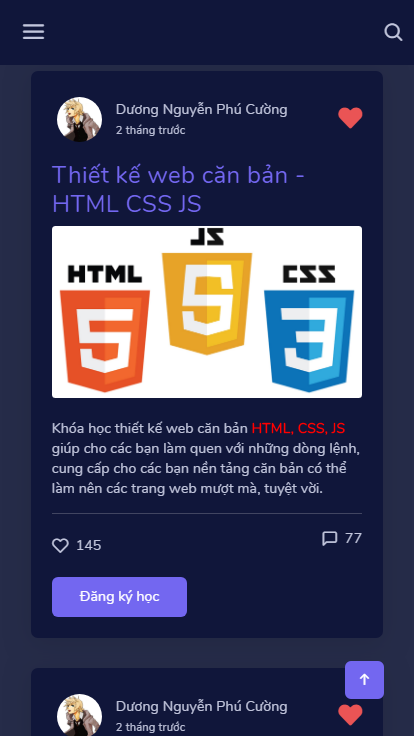 Dương Nguyễn Phú Cường
2 tháng trước
Thiết kế web căn bản -
HTML CSS JS
JS
HTML
CSS
5
5
3
Khóa học thiết kế web căn bản HTML, CSS, JS
giúp cho các bạn làm quen với những dòng lệnh,
cung cấp cho các bạn nền tảng căn bản có thể
làm nên các trang web mượt mà, tuyệt vời.
145
77
Đăng ký học
Dương Nguyễn Phú Cường
2 tháng trước